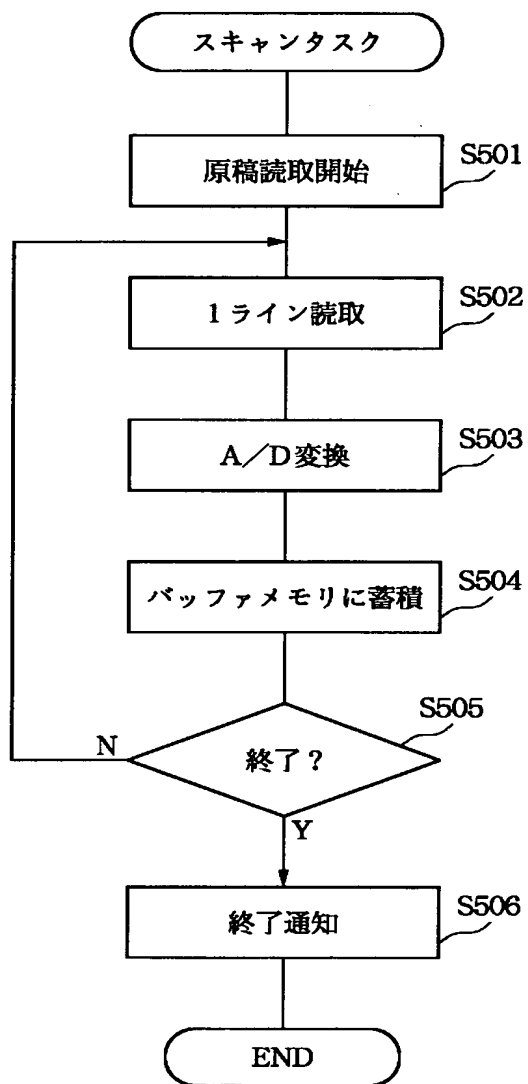 スキャンタスク
原稿読取開始
S501
1ライン読取
S502
A/D変換
S503
バッファメモリに蓄積
S504
終了?
S505
N
Y
終了通知
S506
END